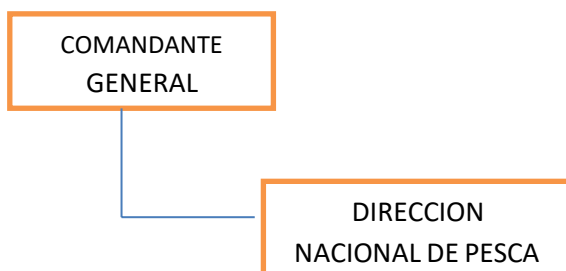 COMANDANTE
GENERAL
DIRECCION
NACIONAL DE PESCA